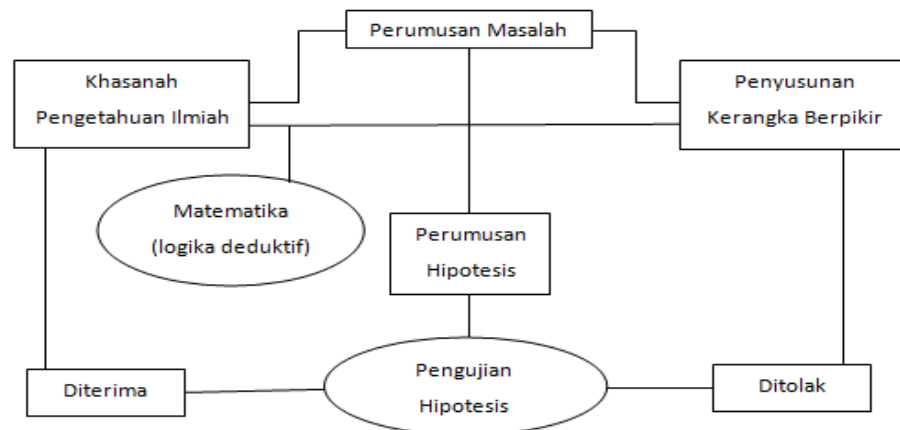 Perumusan Masalah
Khasanah
Pengetahuan Ilmiah
Penyusunan
Kerangka Berpikir
Matematika
(logika deduktif)
Perumusan
Hipotesis
Diterima
Pengujian
Hipotesis
Ditolak